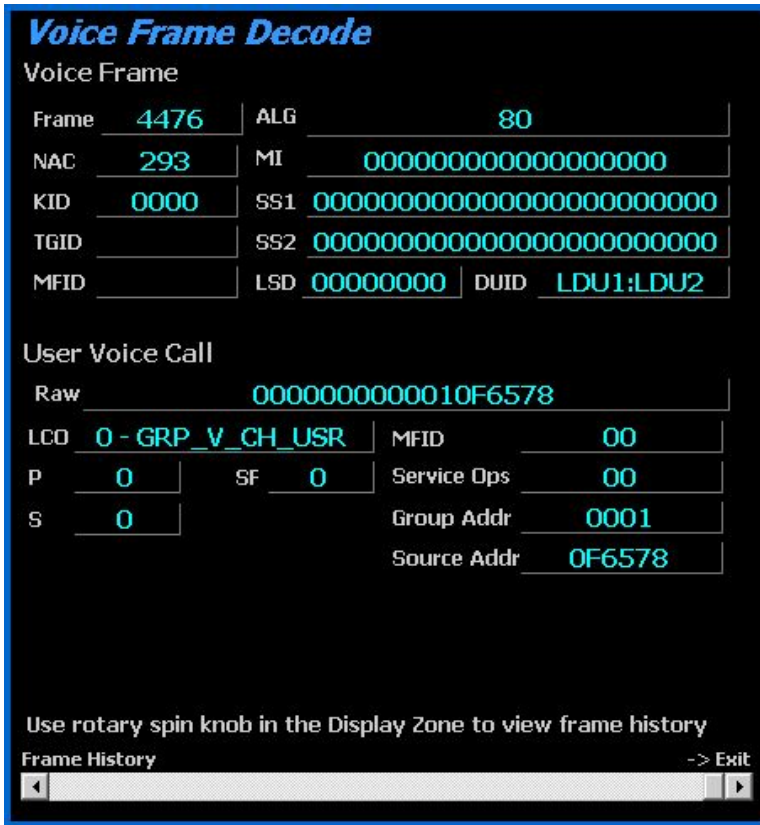 Voice Frame Decode
Voice Frame
Frame 4476 ALG 80
NAC 293 MI 000000000000000000
KID 0000 SS1 000000000000000000000000
TGID SS2 000000000000000000000000
MFID LSD 00000000 DUID LDU1:LDU2
User Voice Call
Raw 0000000000010F6578
LCO 0 - GRP_V_CH_USR MFID 00
P 0 SF 0 Service Ops 00
S 0 Group Addr 0001
Source Addr 0F6578
Use rotary spin knob in the Display Zone to view frame history
Frame History -> Exit